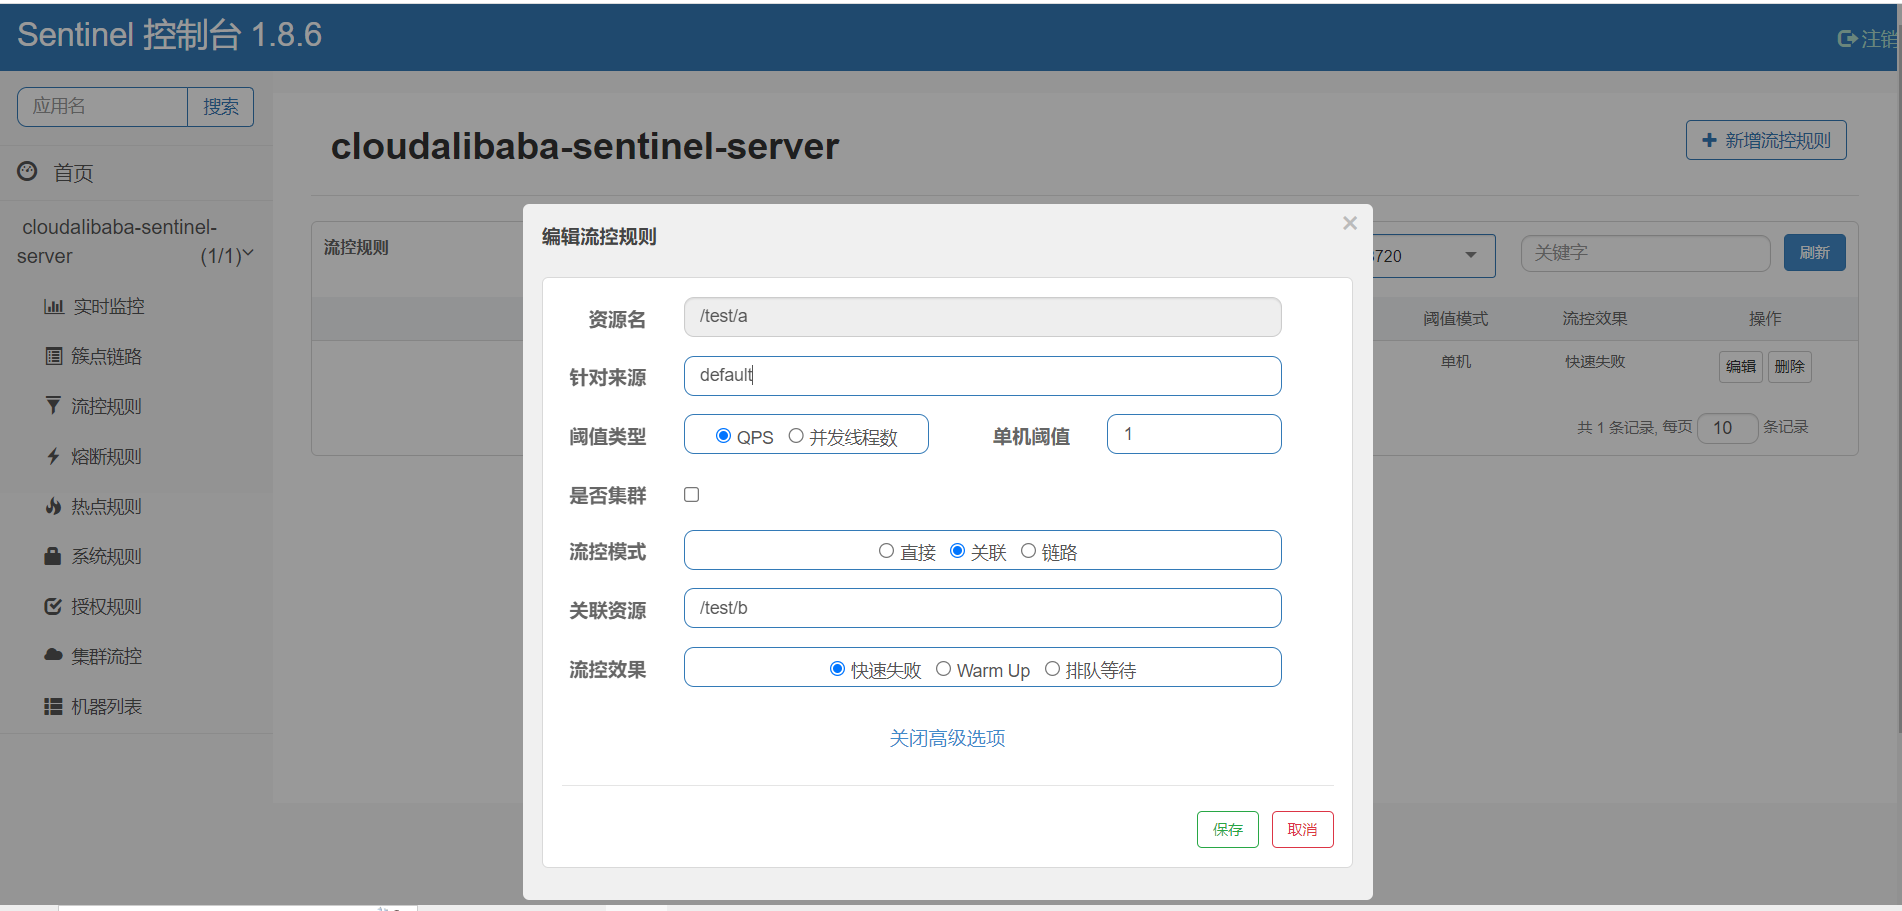 Sentinel 控制台 1.8.6
注销
应用名
搜索
首页
cloudalibaba-sentinel-
server
(1/1)
实时监控
簇点链路
流控规则
熔断规则
热点规则
系统规则
授权规则
集群流控
机器列表
cloudalibaba-sentinel-server
新增流控规则
流控规则
720
关键字
刷新
阈值模式 流控效果 操作
单机 快速失败 编辑 删除
共 1 条记录, 每页 10 条记录
编辑流控规则
×
资源名 /test/a
针对来源 default
阈值类型 QPS 并发线程数 单机阈值 1
是否集群
流控模式 直接 关联 链路
关联资源 /test/b
流控效果 快速失败 Warm Up 排队等待
关闭高级选项
保存 取消